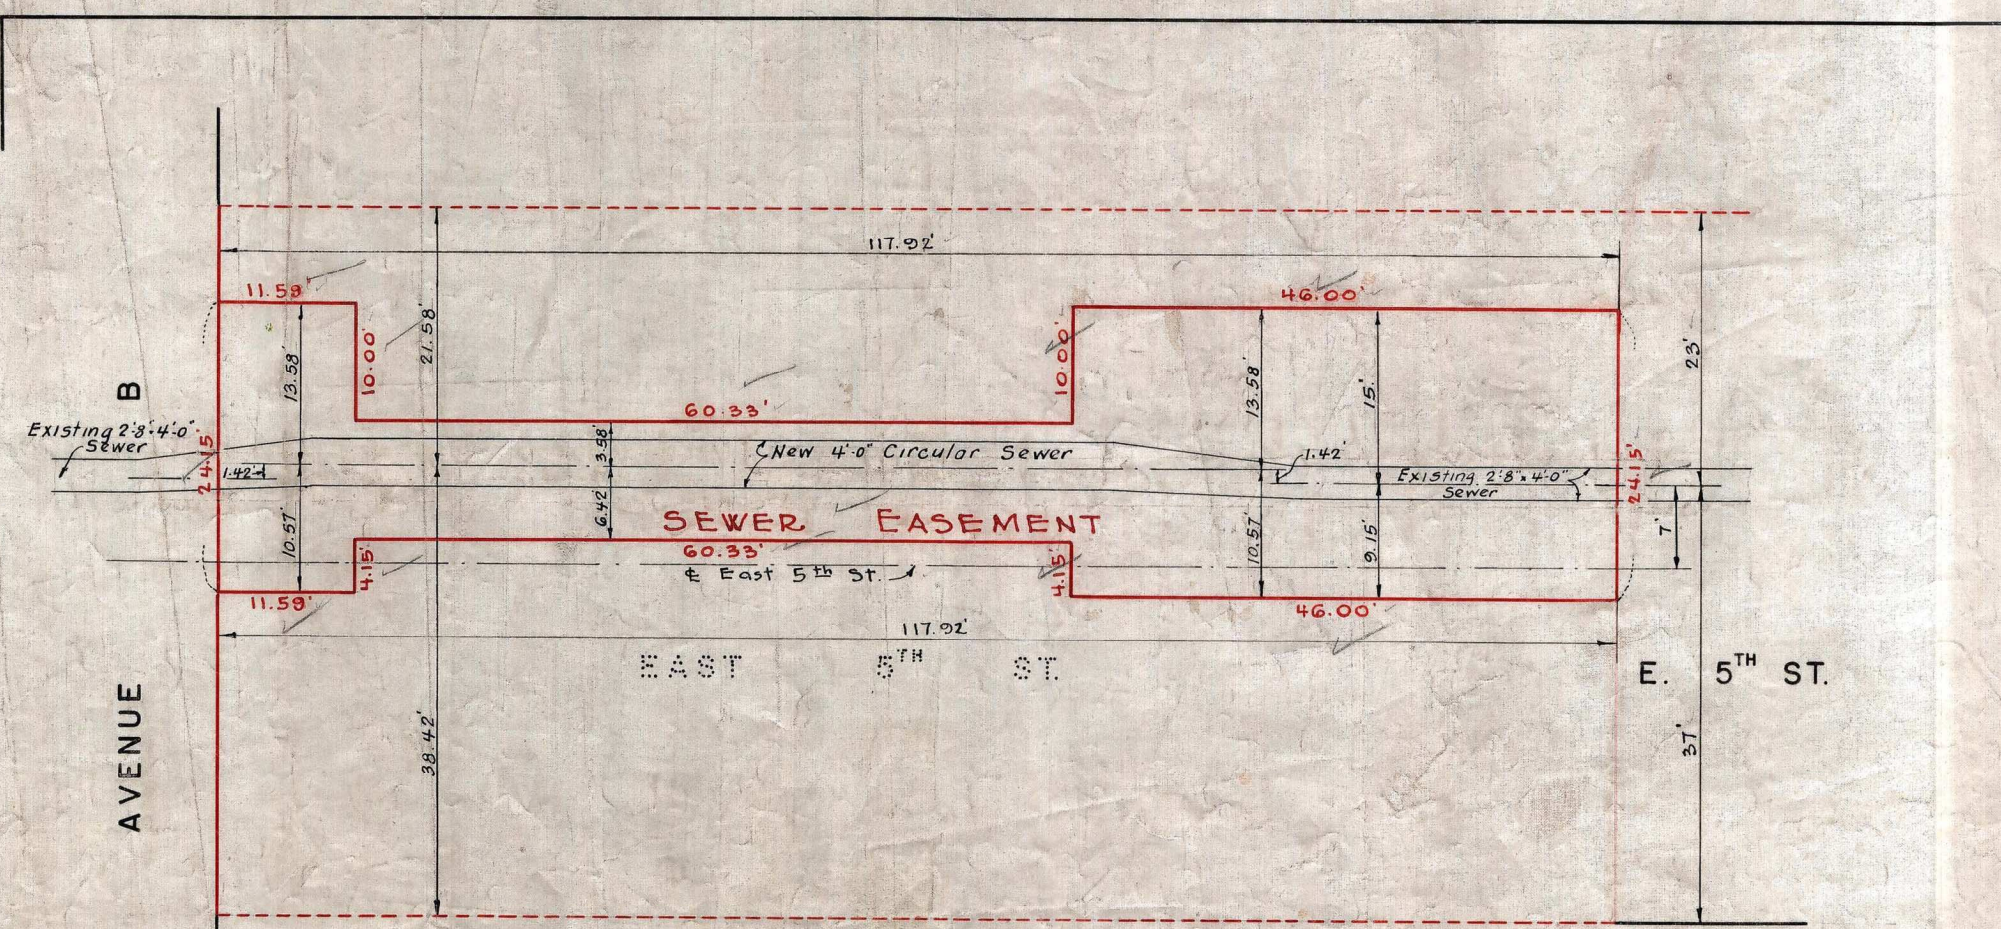 117.92'
11.59'
46.00'
13.58'
10.00'
21.58'
10.00'
13.58'
15.'
23'
60.33'
B
Existing 2'8"·4'-0"
Sewer
24.15'
1.42'
3.58'
New 4'-0" Circular Sewer
1.42'
Existing 2'-8"x 4'-0"
Sewer
24.15'
10.57'
6.42
SEWER EASEMENT
10.57'
9.15'
7'
60.33'
4.15'
℄ East 5th St.
4.15'
11.59'
46.00'
117.92'
EAST 5TH ST.
E. 5TH ST.
AVENUE
38.42'
37'